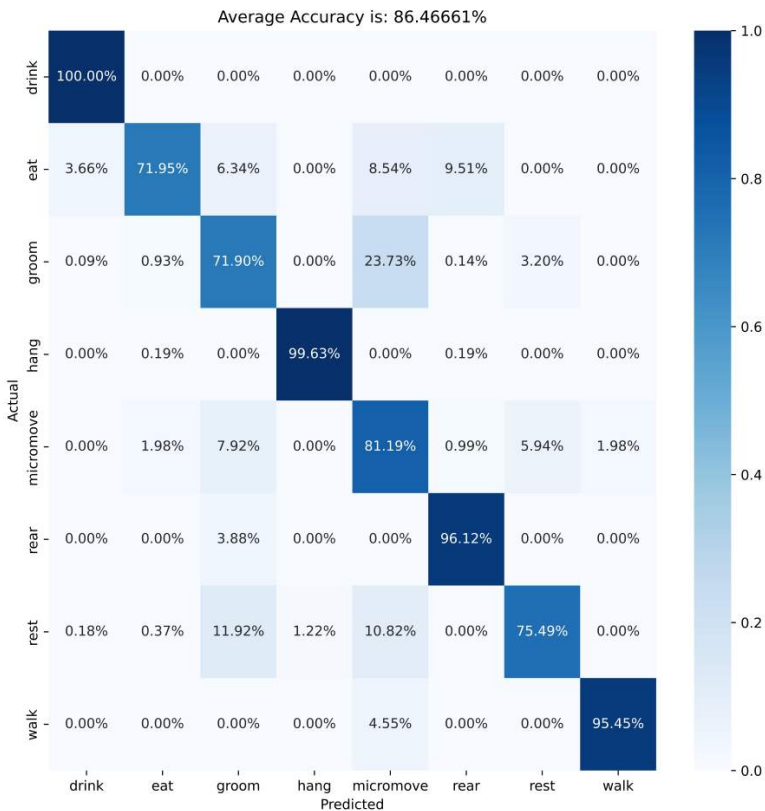 Average Accuracy is: 86.46661%
drink 100.00% 0.00% 0.00% 0.00% 0.00% 0.00% 0.00% 0.00%
eat 3.66% 71.95% 6.34% 0.00% 8.54% 9.51% 0.00% 0.00%
groom 0.09% 0.93% 71.90% 0.00% 23.73% 0.14% 3.20% 0.00%
hang 0.00% 0.19% 0.00% 99.63% 0.00% 0.19% 0.00% 0.00%
micromove 0.00% 1.98% 7.92% 0.00% 81.19% 0.99% 5.94% 1.98%
rear 0.00% 0.00% 3.88% 0.00% 0.00% 96.12% 0.00% 0.00%
rest 0.18% 0.37% 11.92% 1.22% 10.82% 0.00% 75.49% 0.00%
walk 0.00% 0.00% 0.00% 0.00% 4.55% 0.00% 0.00% 95.45%
Actual
drink eat groom hang micromove rear rest walk
Predicted
1.0
0.8
0.6
0.4
0.2
0.0